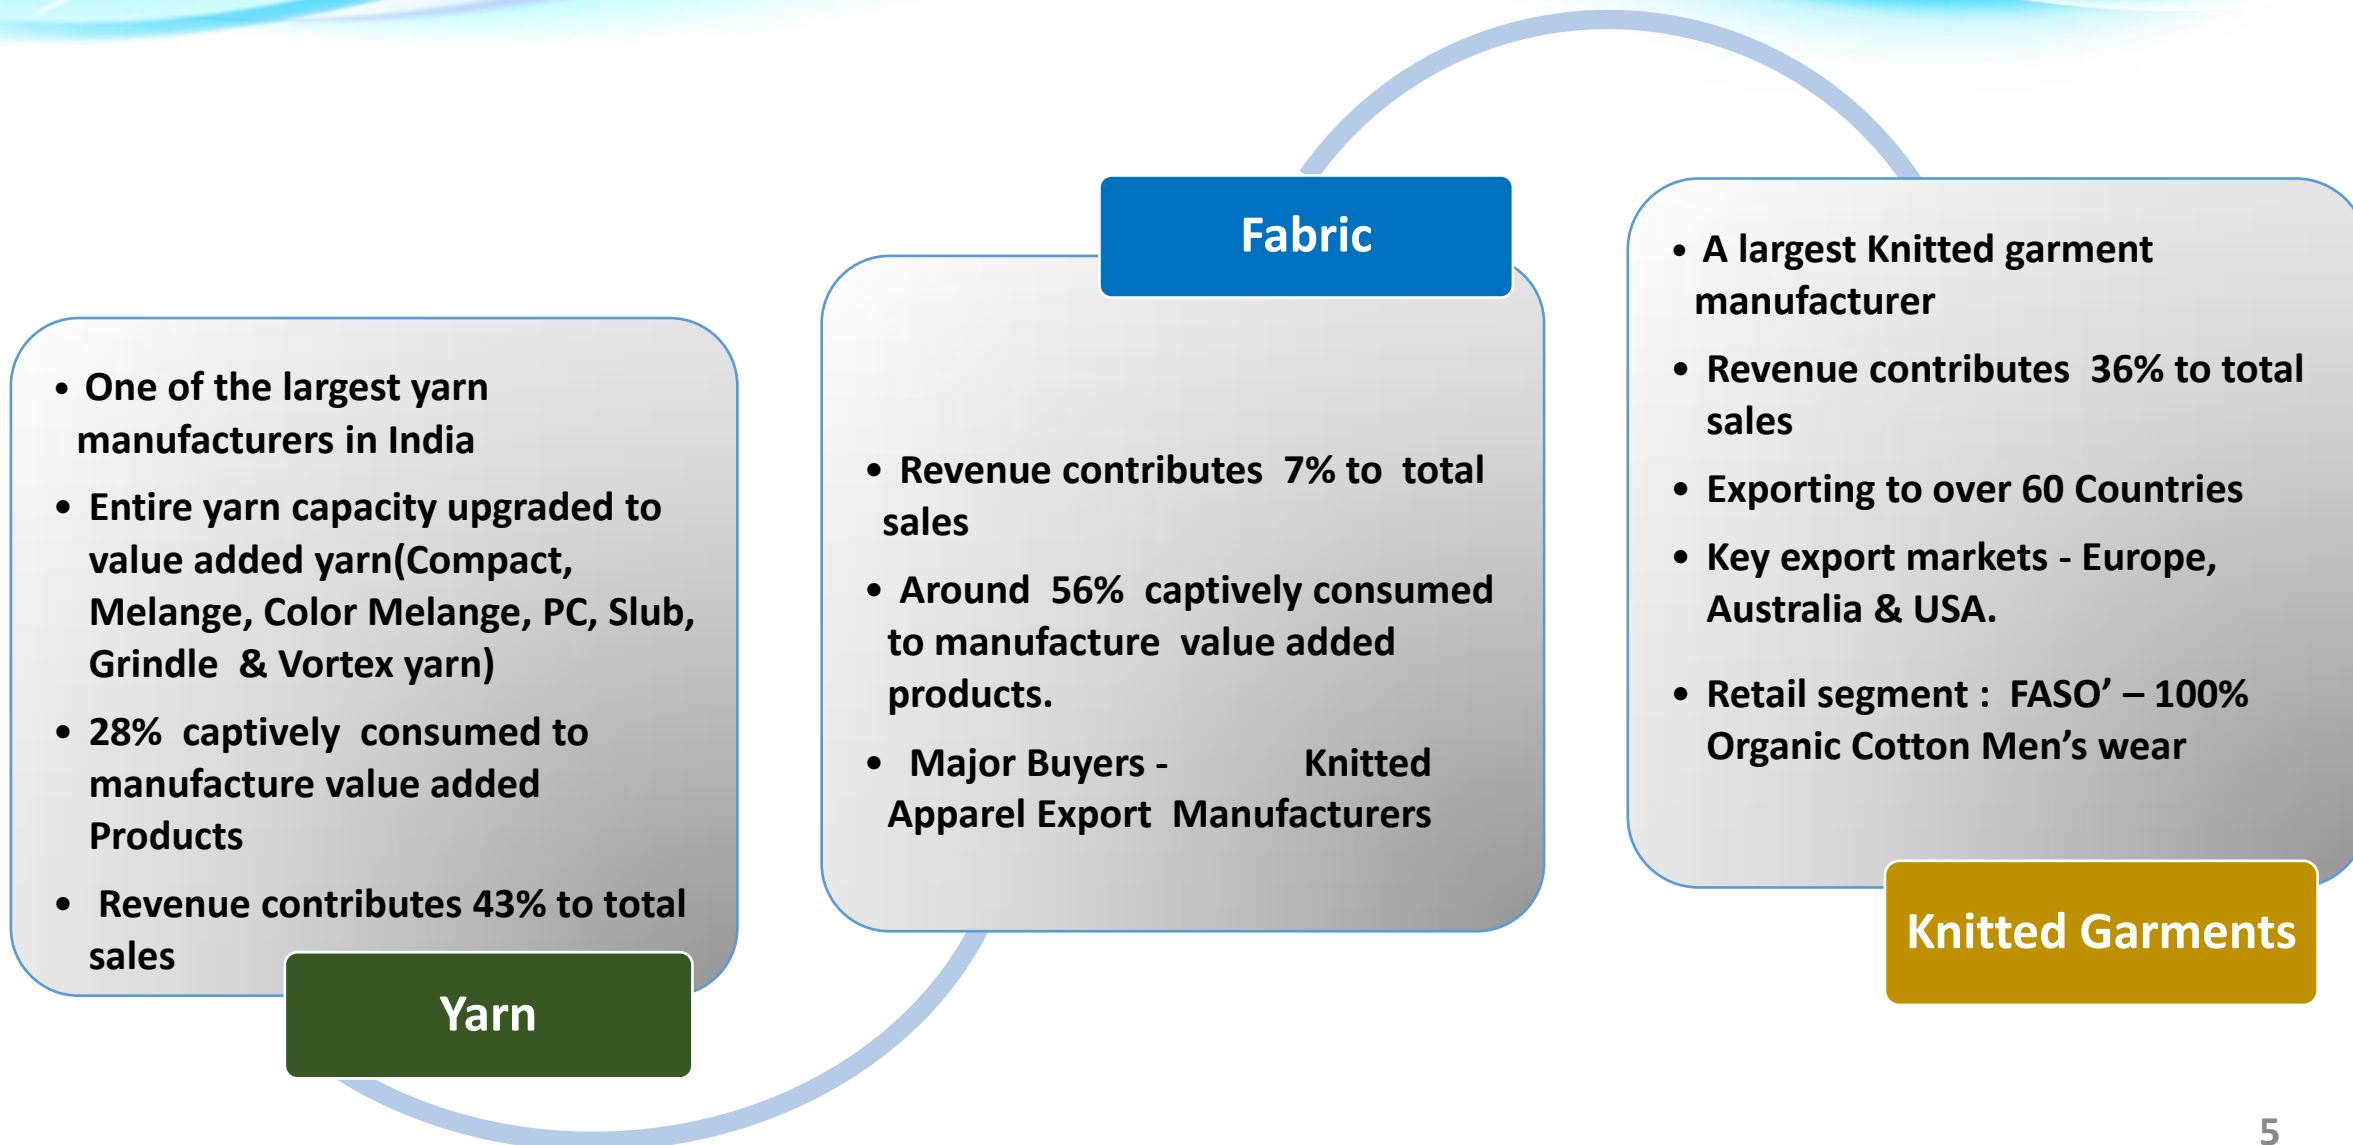 • One of the largest yarn
manufacturers in India
• Entire yarn capacity upgraded to
value added yarn(Compact,
Melange, Color Melange, PC, Slub,
Grindle & Vortex yarn)
• 28% captively consumed to
manufacture value added
Products
• Revenue contributes 43% to total
sales
Yarn
Fabric
• Revenue contributes 7% to total
sales
• Around 56% captively consumed
to manufacture value added
products.
• Major Buyers - Knitted
Apparel Export Manufacturers
• A largest Knitted garment
manufacturer
• Revenue contributes 36% to total
sales
• Exporting to over 60 Countries
• Key export markets - Europe,
Australia & USA.
• Retail segment : FASO’ – 100%
Organic Cotton Men’s wear
Knitted Garments
5